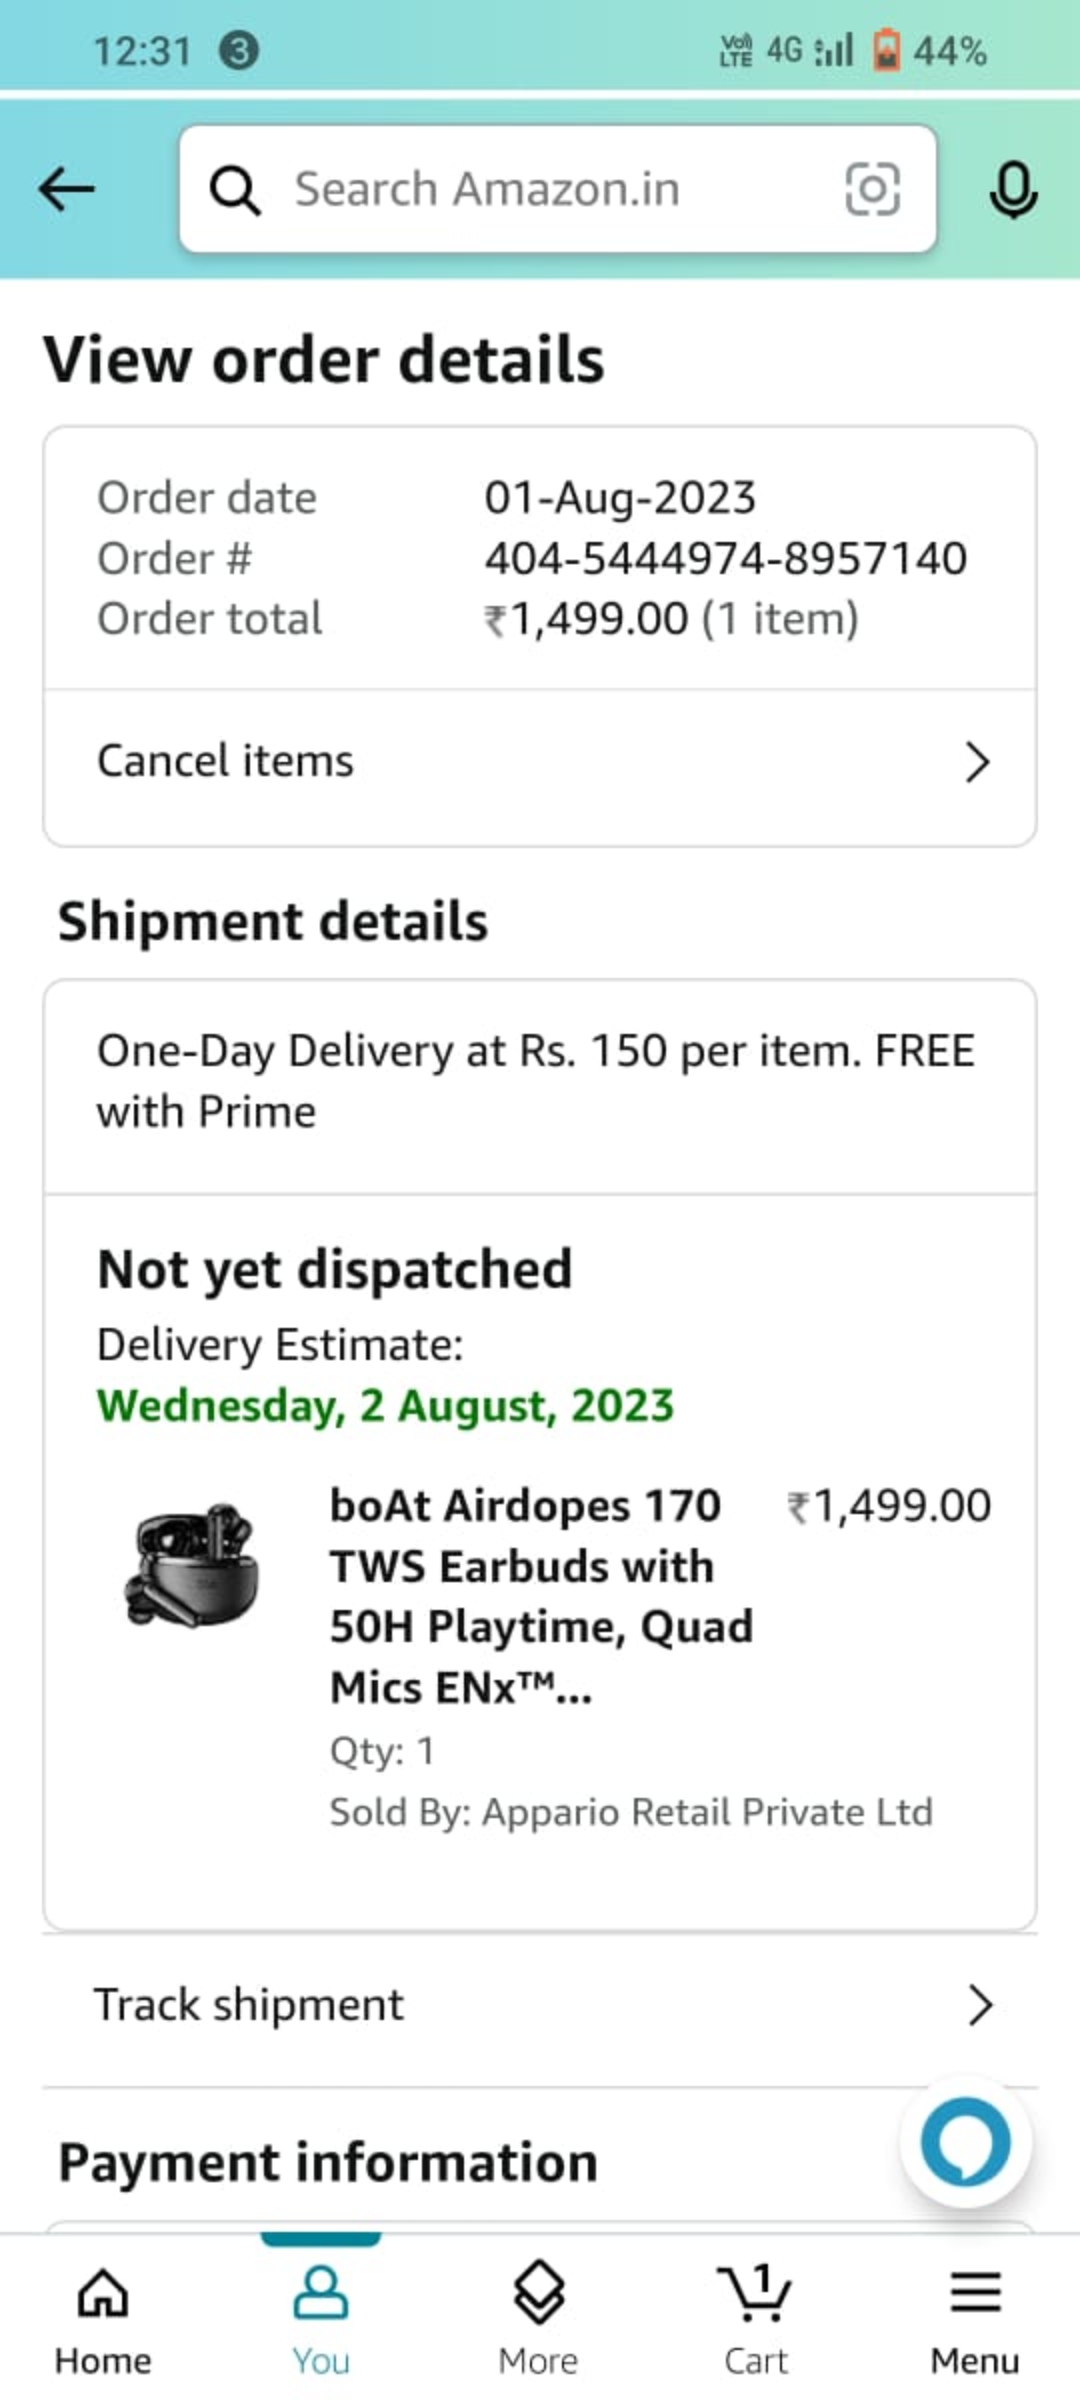 12:31 3 Vo) LTE 4G 44%
Search Amazon.in
View order details
Order date 01-Aug-2023
Order # 404-5444974-8957140
Order total ₹1,499.00 (1 item)
Cancel items
Shipment details
One-Day Delivery at Rs. 150 per item. FREE
with Prime
Not yet dispatched
Delivery Estimate:
Wednesday, 2 August, 2023
boAt Airdopes 170 ₹1,499.00
TWS Earbuds with
50H Playtime, Quad
Mics ENx™...
Qty: 1
Sold By: Appario Retail Private Ltd
Track shipment
Payment information
1
Home You More Cart Menu